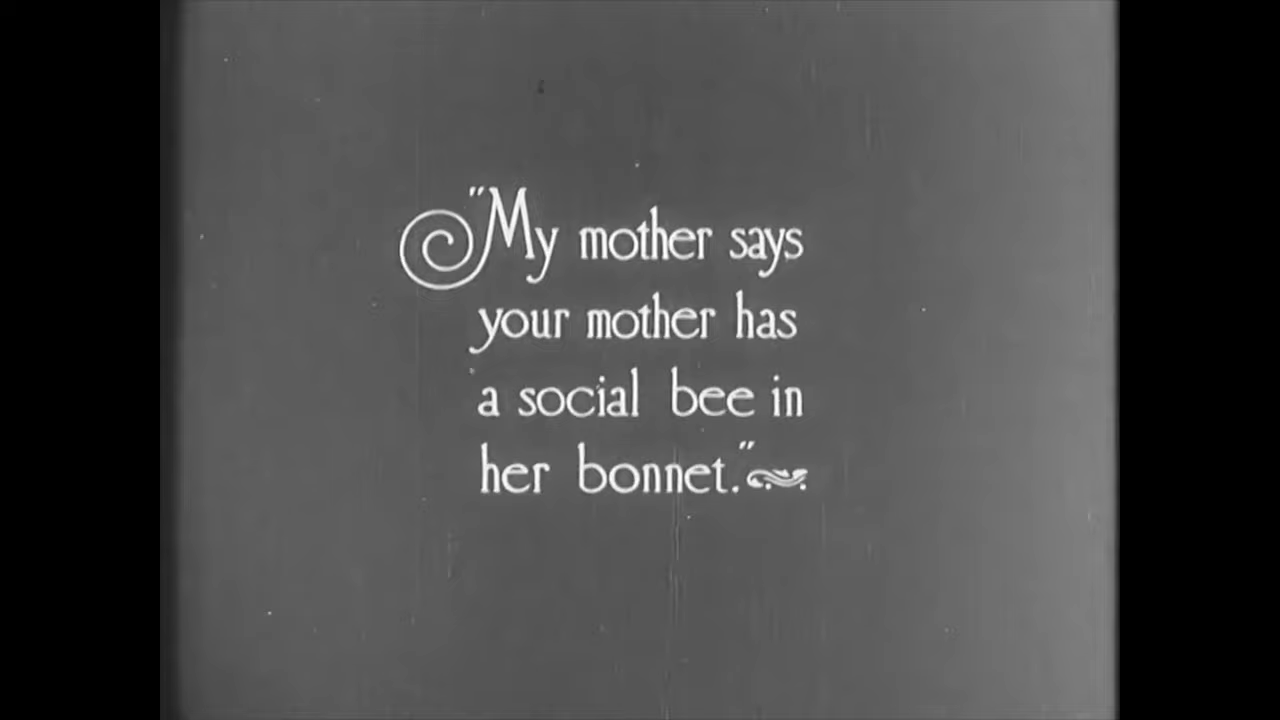 "My mother says
your mother has
a social bee in
her bonnet."